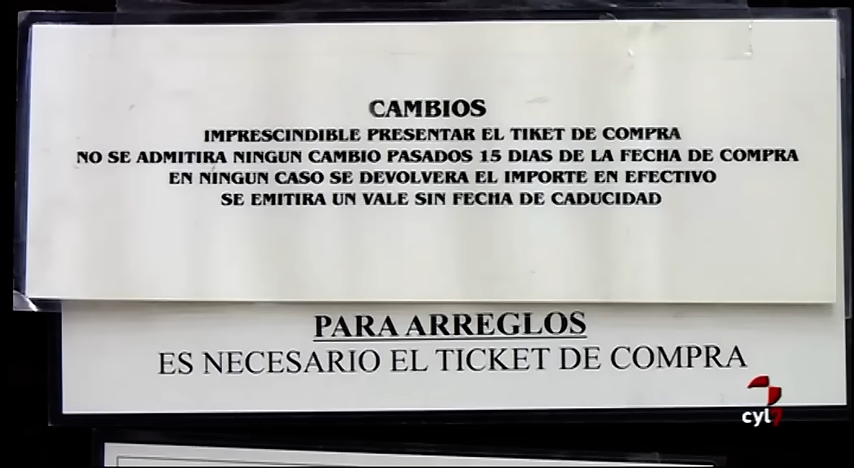 CAMBIOS
IMPRESCINDIBLE PRESENTAR EL TIKET DE COMPRA
NO SE ADMITIRA NINGUN CAMBIO PASADOS 15 DIAS DE LA FECHA DE COMPRA
EN NINGUN CASO SE DEVOLVERA EL IMPORTE EN EFECTIVO
SE EMITIRA UN VALE SIN FECHA DE CADUCIDAD
PARA ARREGLOS
ES NECESARIO EL TICKET DE COMPRA
cyl7